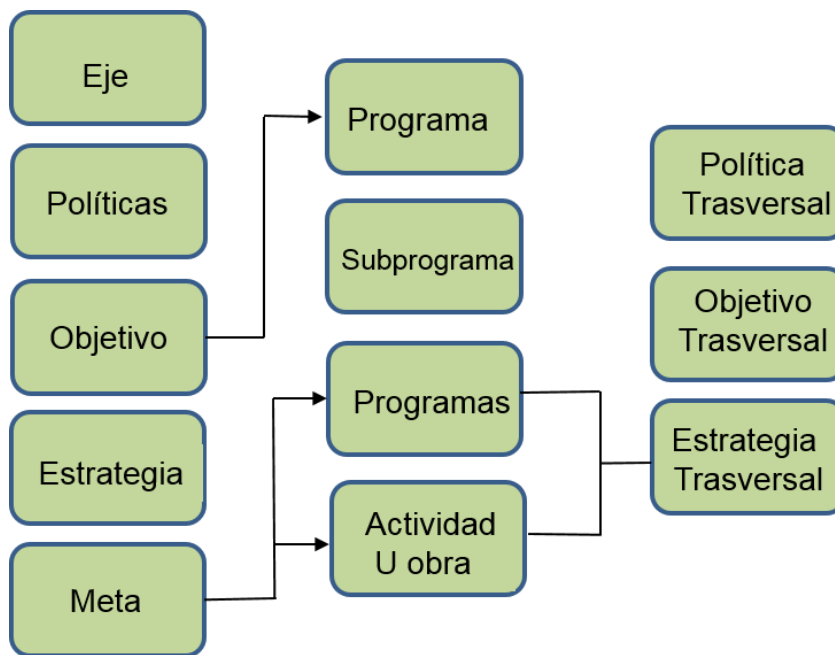 Eje
Políticas
Objetivo
Estrategia
Meta
Programa
Subprograma
Programas
Actividad
U obra
Política
Trasversal
Objetivo
Trasversal
Estrategia
Trasversal